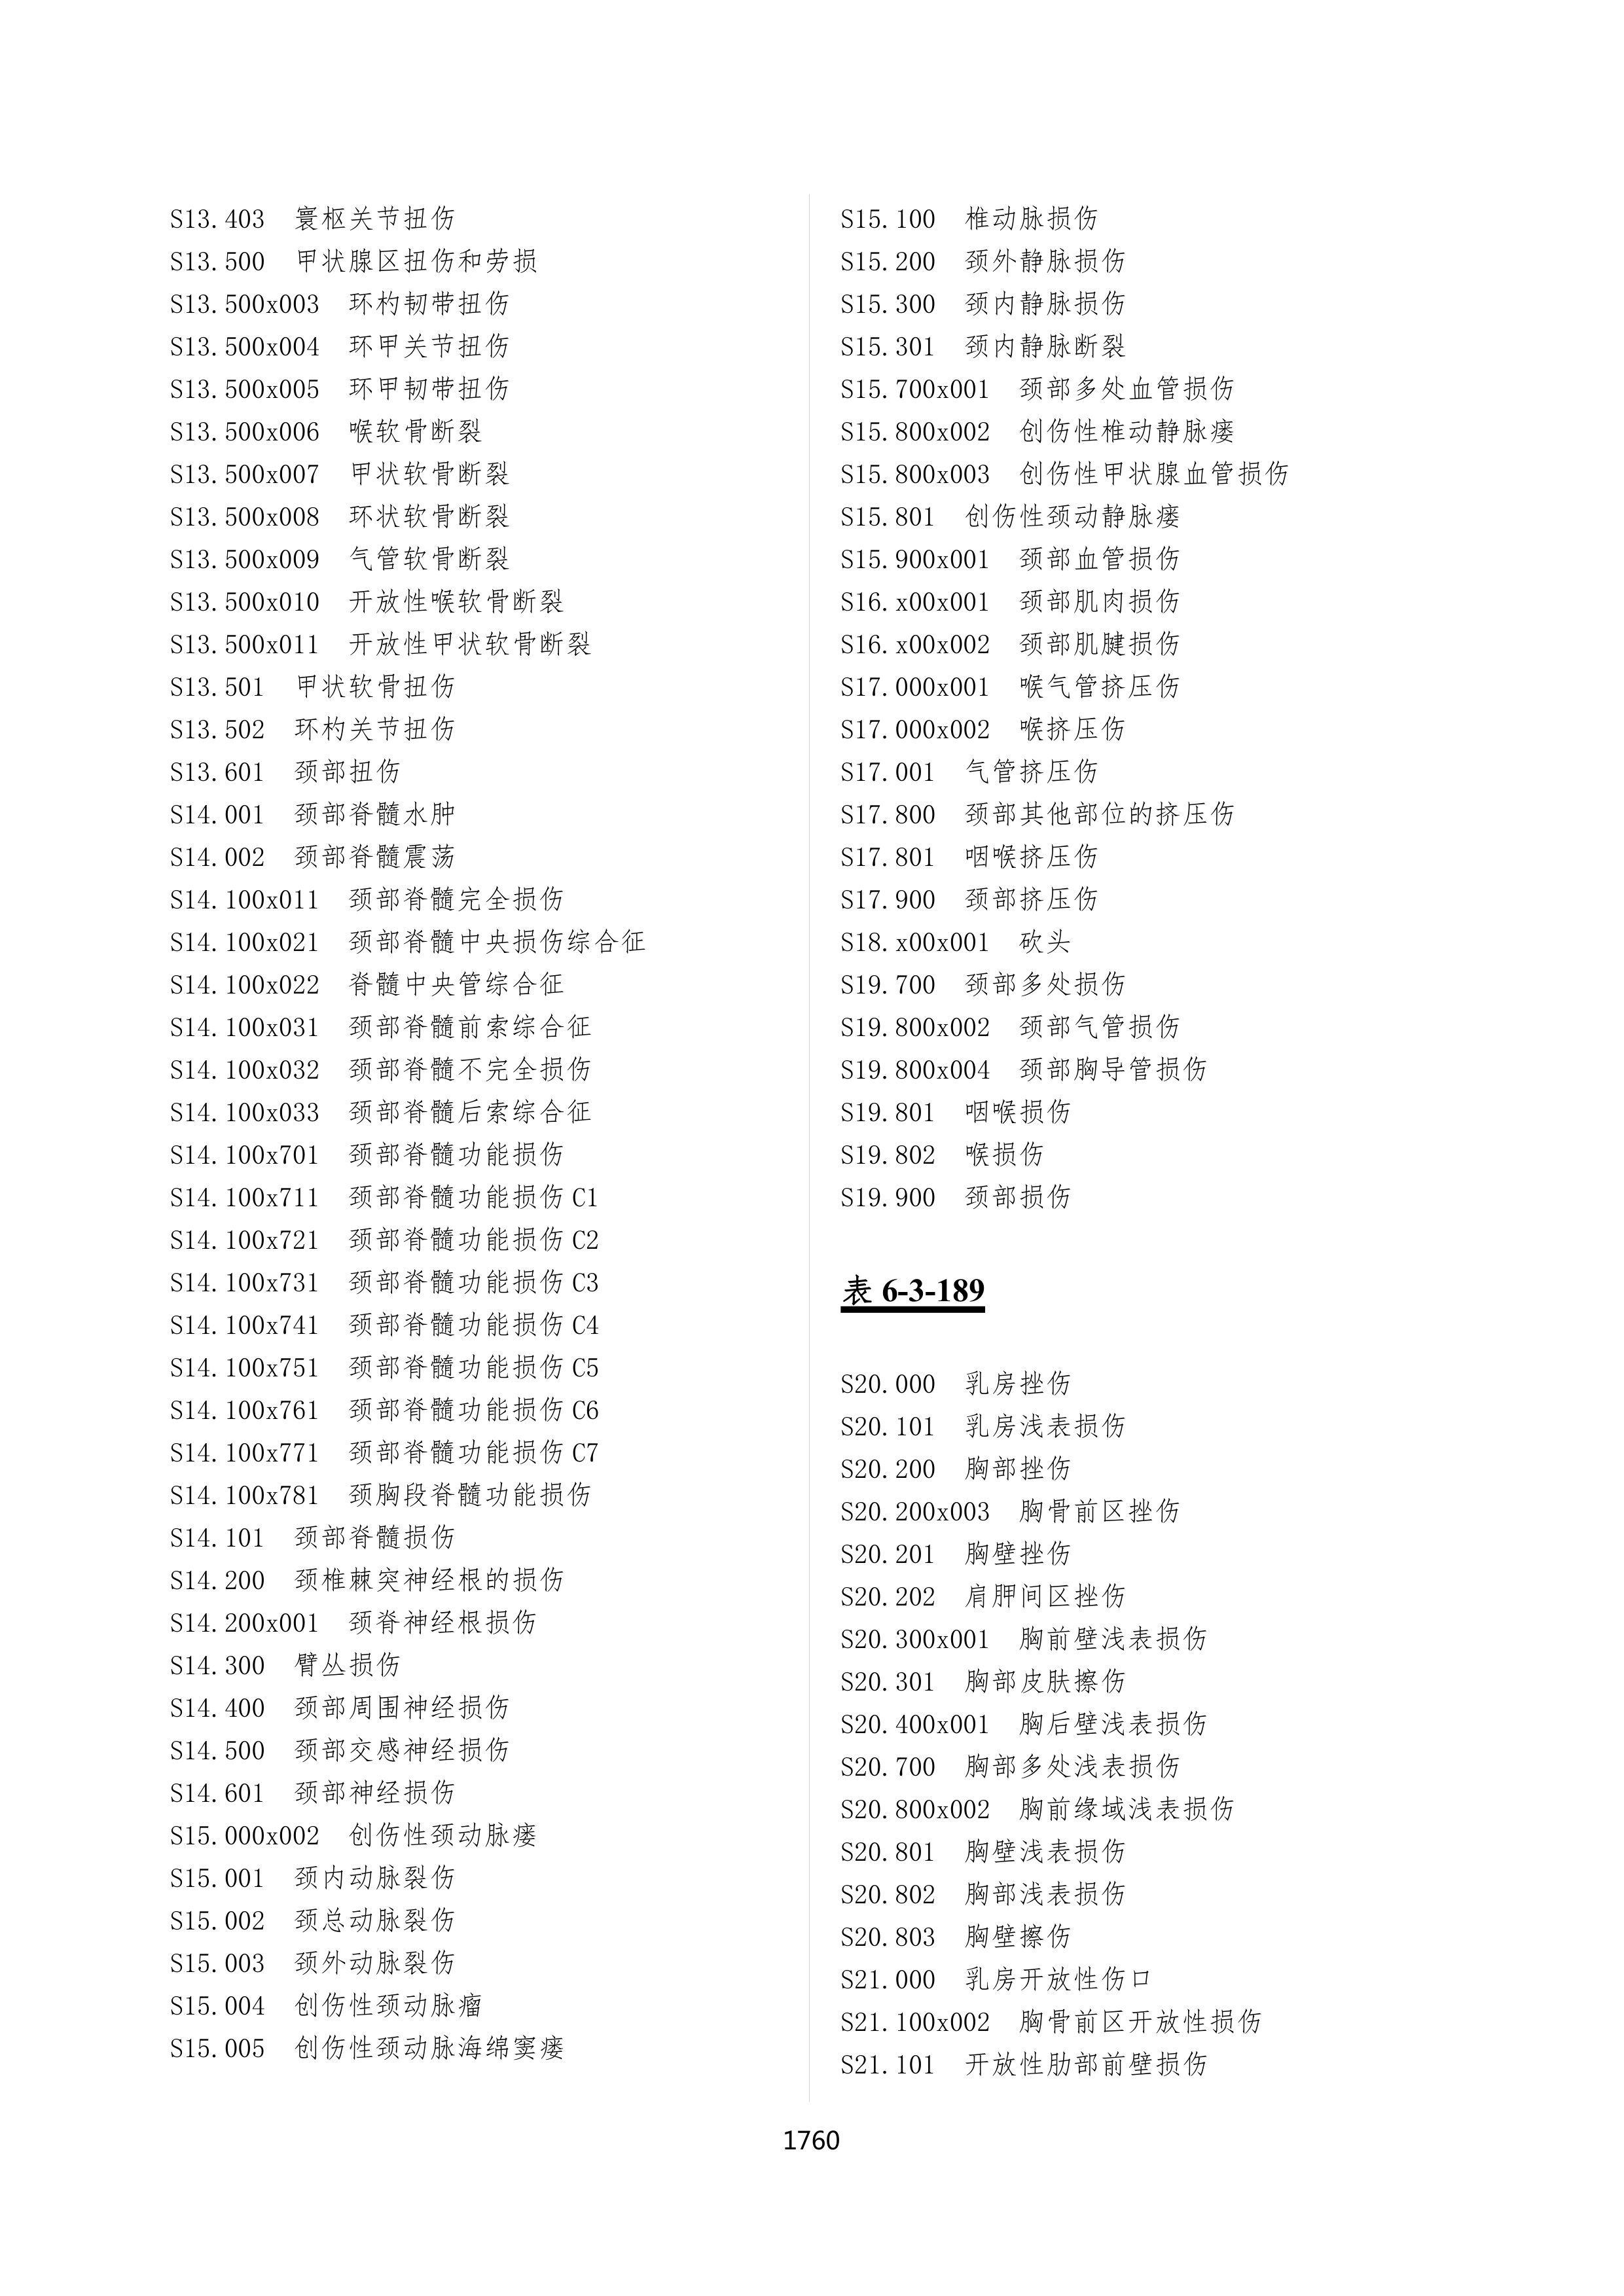 S13.403 寰枢关节扭伤
S13.500 甲状腺区扭伤和劳损
S13.500x003 环杓韧带扭伤
S13.500x004 环甲关节扭伤
S13.500x005 环甲韧带扭伤
S13.500x006 喉软骨断裂
S13.500x007 甲状软骨断裂
S13.500x008 环状软骨断裂
S13.500x009 气管软骨断裂
S13.500x010 开放性喉软骨断裂
S13.500x011 开放性甲状软骨断裂
S13.501 甲状软骨扭伤
S13.502 环杓关节扭伤
S13.601 颈部扭伤
S14.001 颈部脊髓水肿
S14.002 颈部脊髓震荡
S14.100x011 颈部脊髓完全损伤
S14.100x021 颈部脊髓中央损伤综合征
S14.100x022 脊髓中央管综合征
S14.100x031 颈部脊髓前索综合征
S14.100x032 颈部脊髓不完全损伤
S14.100x033 颈部脊髓后索综合征
S14.100x701 颈部脊髓功能损伤
S14.100x711 颈部脊髓功能损伤 C1
S14.100x721 颈部脊髓功能损伤 C2
S14.100x731 颈部脊髓功能损伤 C3
S14.100x741 颈部脊髓功能损伤 C4
S14.100x751 颈部脊髓功能损伤 C5
S14.100x761 颈部脊髓功能损伤 C6
S14.100x771 颈部脊髓功能损伤 C7
S14.100x781 颈胸段脊髓功能损伤
S14.101 颈部脊髓损伤
S14.200 颈椎棘突神经根的损伤
S14.200x001 颈脊神经根损伤
S14.300 臂丛损伤
S14.400 颈部周围神经损伤
S14.500 颈部交感神经损伤
S14.601 颈部神经损伤
S15.000x002 创伤性颈动脉瘘
S15.001 颈内动脉裂伤
S15.002 颈总动脉裂伤
S15.003 颈外动脉裂伤
S15.004 创伤性颈动脉瘤
S15.005 创伤性颈动脉海绵窦瘘
S15.100 椎动脉损伤
S15.200 颈外静脉损伤
S15.300 颈内静脉损伤
S15.301 颈内静脉断裂
S15.700x001 颈部多处血管损伤
S15.800x002 创伤性椎动静脉瘘
S15.800x003 创伤性甲状腺血管损伤
S15.801 创伤性颈动静脉瘘
S15.900x001 颈部血管损伤
S16.x00x001 颈部肌肉损伤
S16.x00x002 颈部肌腱损伤
S17.000x001 喉气管挤压伤
S17.000x002 喉挤压伤
S17.001 气管挤压伤
S17.800 颈部其他部位的挤压伤
S17.801 咽喉挤压伤
S17.900 颈部挤压伤
S18.x00x001 砍头
S19.700 颈部多处损伤
S19.800x002 颈部气管损伤
S19.800x004 颈部胸导管损伤
S19.801 咽喉损伤
S19.802 喉损伤
S19.900 颈部损伤
表 6-3-189
S20.000 乳房挫伤
S20.101 乳房浅表损伤
S20.200 胸部挫伤
S20.200x003 胸骨前区挫伤
S20.201 胸壁挫伤
S20.202 肩胛间区挫伤
S20.300x001 胸前壁浅表损伤
S20.301 胸部皮肤擦伤
S20.400x001 胸后壁浅表损伤
S20.700 胸部多处浅表损伤
S20.800x002 胸前缘域浅表损伤
S20.801 胸壁浅表损伤
S20.802 胸部浅表损伤
S20.803 胸壁擦伤
S21.000 乳房开放性伤口
S21.100x002 胸骨前区开放性损伤
S21.101 开放性肋部前壁损伤
1760